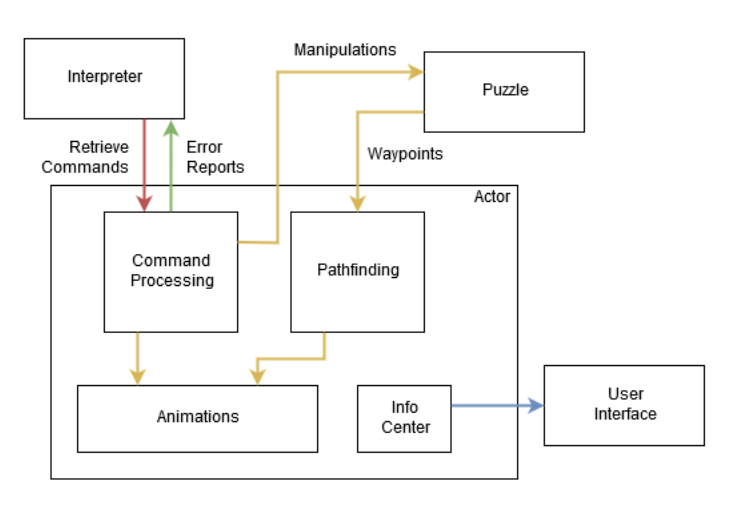 Manipulations
Interpreter
Puzzle
Retrieve
Commands
Error
Reports
Waypoints
Actor
Command
Processing
Pathfinding
Animations
Info
Center
User
Interface